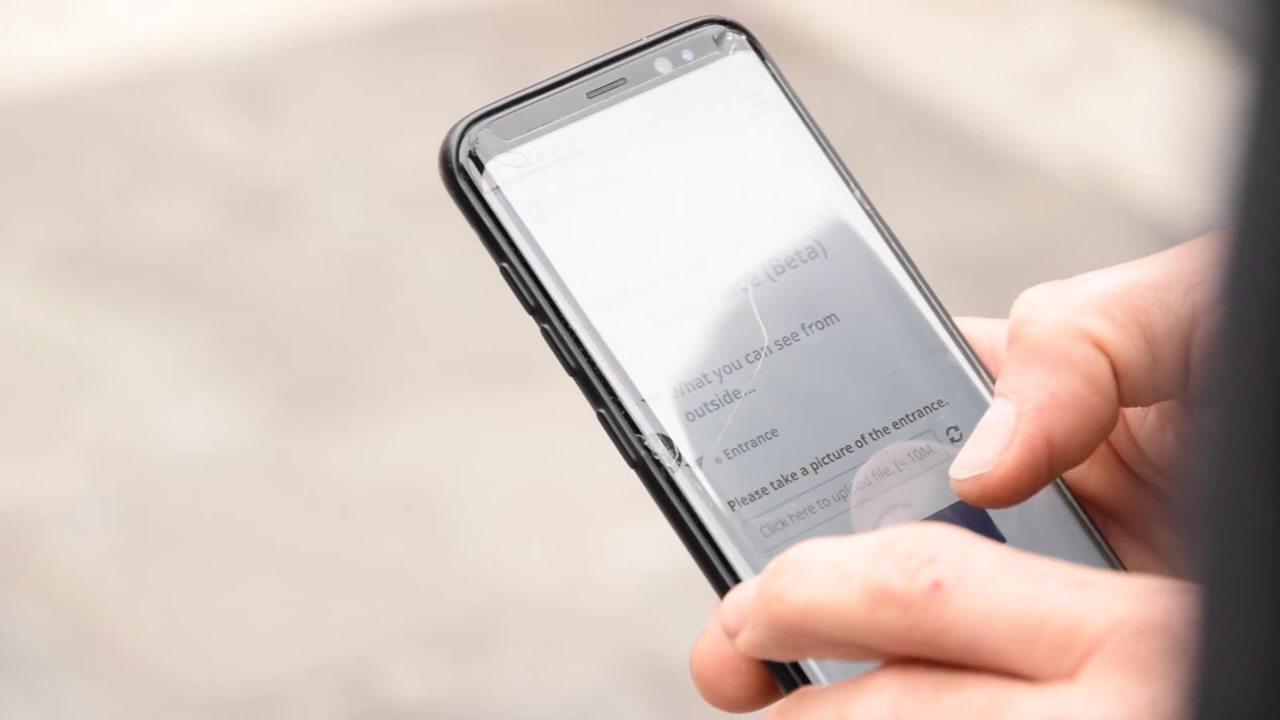 (Beta)
What you can see from
outside...
» Entrance
Please take a picture of the entrance.
Click here to upload file. (< 10M